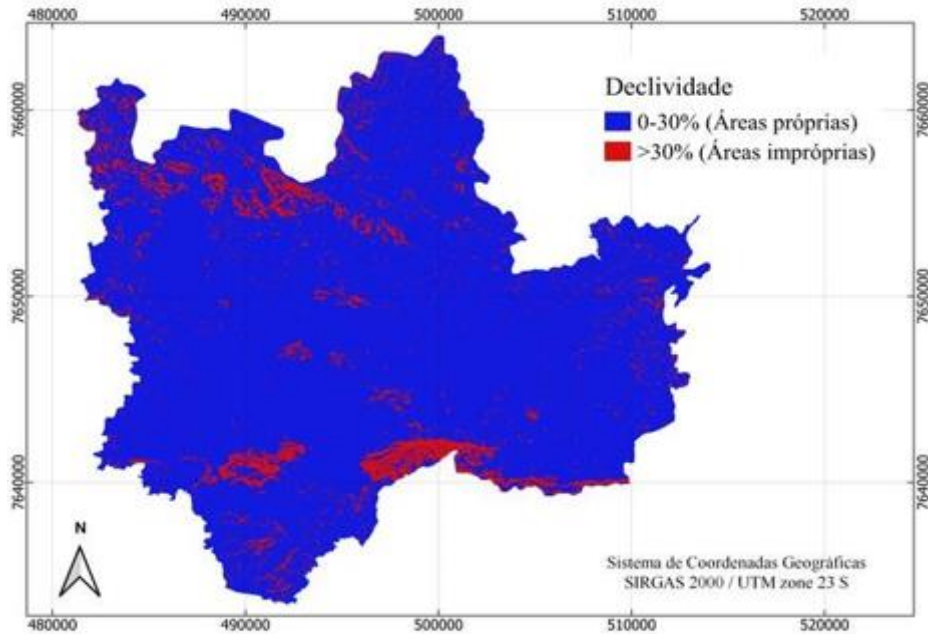 480000 490000 500000 510000 520000
Declividade
0-30% (Áreas próprias)
>30% (Áreas impróprias)
7660000 7660000
7650000 7650000
7640000 7640000
N
Sistema de Coordenadas Geográficas
SIRGAS 2000 / UTM zone 23 S
480000 490000 500000 510000 520000